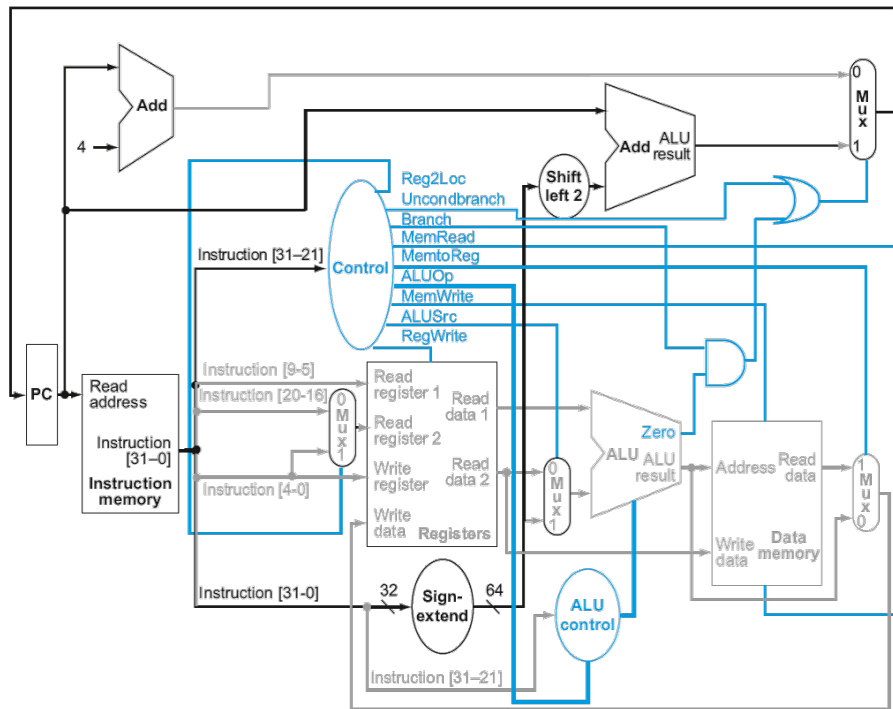 0
Mux
1
Add
4
Add
ALU
result
Shift
left 2
Reg2Loc
Uncondbranch
Branch
MemRead
MemtoReg
ALUOp
MemWrite
ALUSrc
RegWrite
Instruction [31–21]
Control
PC
Read
address
Instruction
[31–0]
Instruction
memory
Instruction [9-5]
Instruction [20-16]
Instruction [4-0]
0
Mux
1
Read
register 1
Read
register 2
Write
register
Write
data
Read
data 1
Read
data 2
Registers
0
Mux
1
Zero
ALU
ALU
result
Address
Read
data
Write
data
Data
memory
1
Mux
0
Instruction [31-0]
32
Sign-
extend
64
ALU
control
Instruction [31–21]